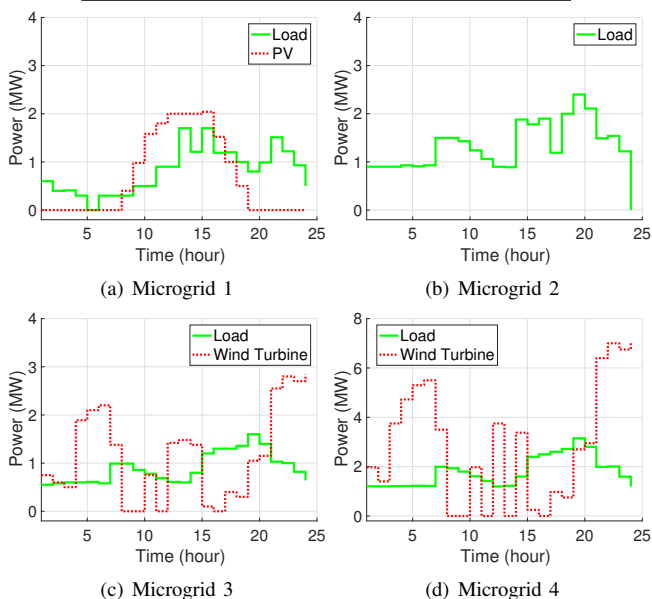 Load
PV
Power (MW)
4
3
2
1
0
5 10 15 20 25
Time (hour)
(a) Microgrid 1
Load
Power (MW)
4
3
2
1
0
5 10 15 20 25
Time (hour)
(b) Microgrid 2
Load
Wind Turbine
Power (MW)
4
3
2
1
0
5 10 15 20 25
Time (hour)
(c) Microgrid 3
Load
Wind Turbine
Power (MW)
8
6
4
2
0
5 10 15 20 25
Time (hour)
(d) Microgrid 4